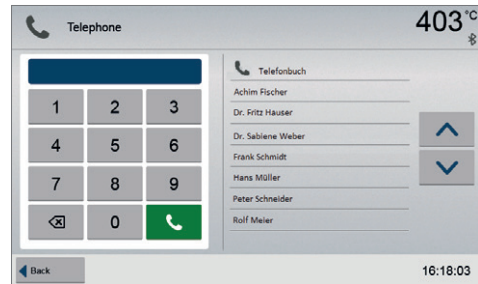 Telephone
403 °C
1 2 3
4 5 6
7 8 9
0
Telefonbuch
Achim Fischer
Dr. Fritz Hauser
Dr. Sabiene Weber
Frank Schmidt
Hans Müller
Peter Schneider
Rolf Meier
Back
16:18:03